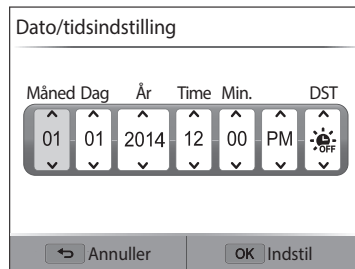 Dato/tidsindstilling
Måned Dag År Time Min. DST
01 01 2014 12 00 PM OFF
Annuller OK Indstil